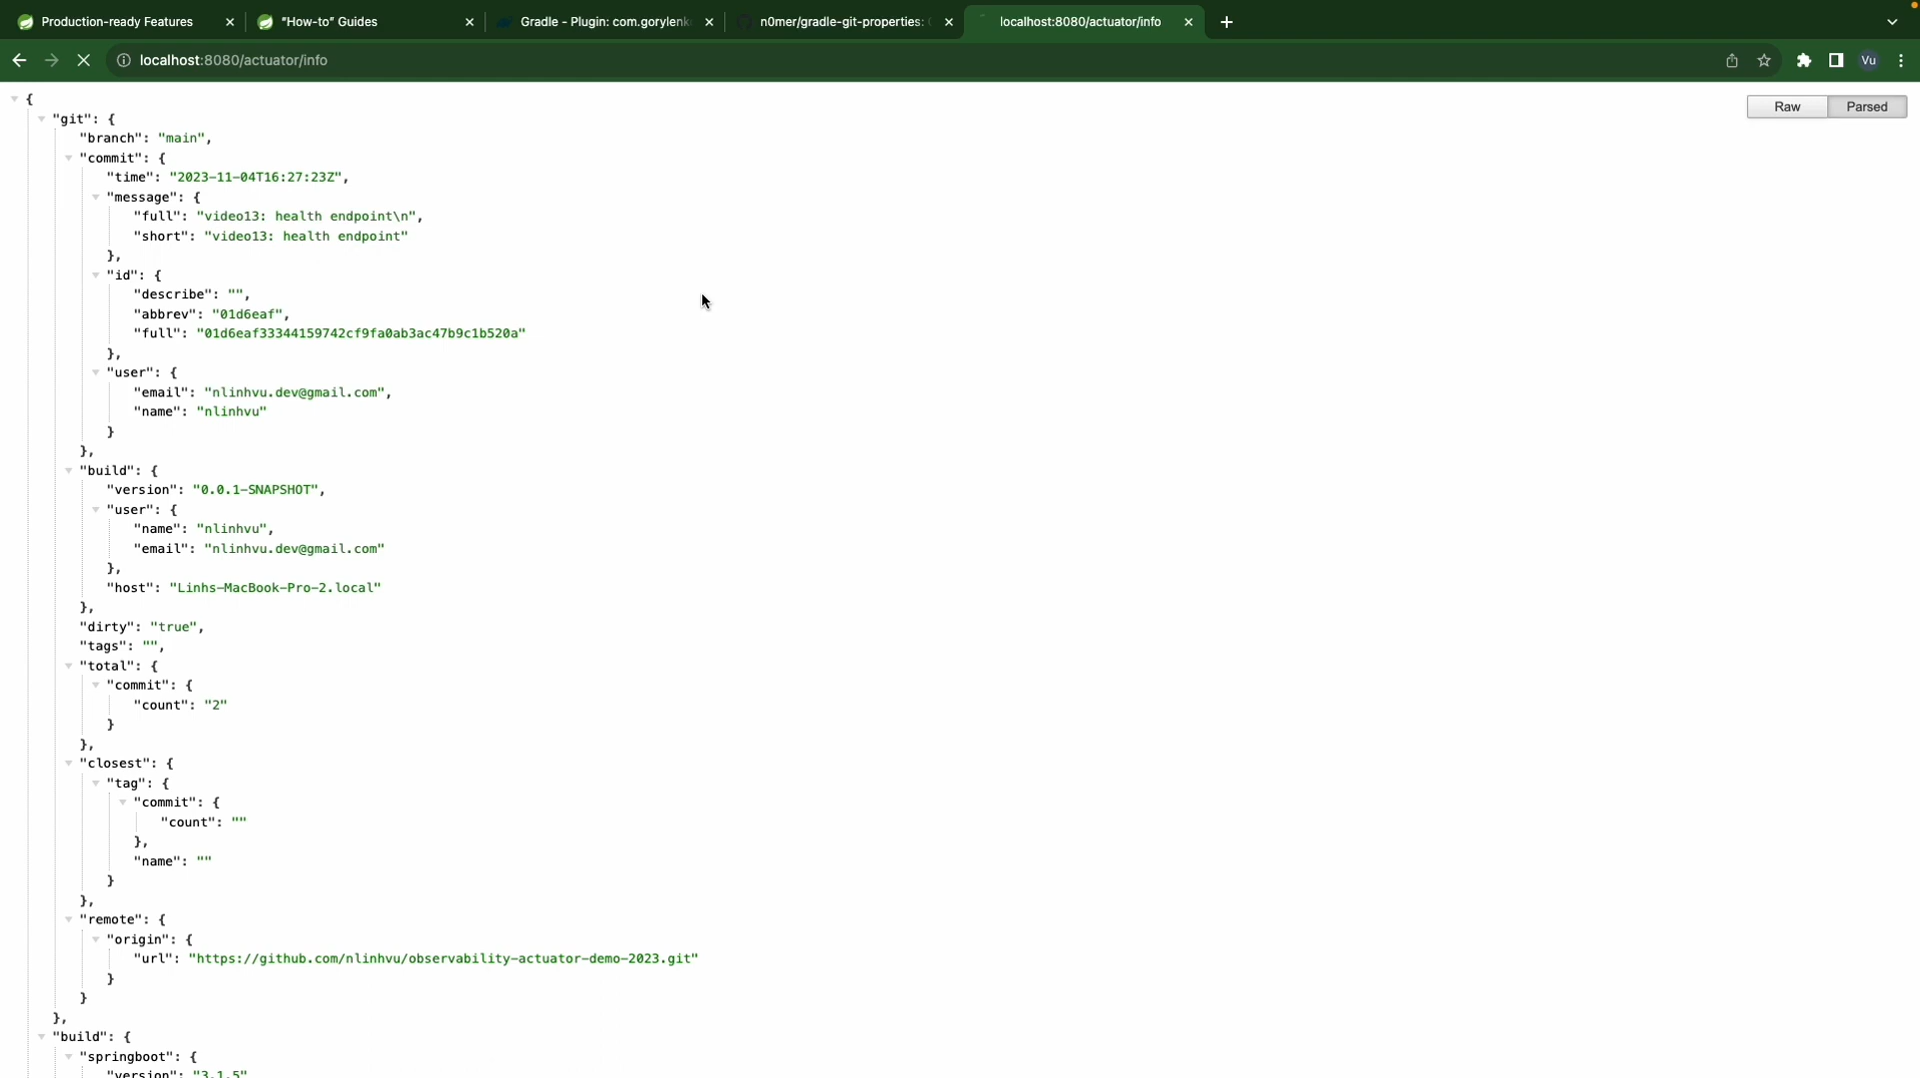 Production-ready Features
"How-to" Guides
Gradle - Plugin: com.gorylenk
n0mer/gradle-git-properties:
localhost:8080/actuator/info
localhost:8080/actuator/info
Vu
Raw
Parsed
{
"git": {
"branch": "main",
"commit": {
"time": "2023-11-04T16:27:23Z",
"message": {
"full": "video13: health endpoint\n",
"short": "video13: health endpoint"
},
"id": {
"describe": "",
"abbrev": "01d6eaf",
"full": "01d6eaf33344159742cf9fa0ab3ac47b9c1b520a"
},
"user": {
"email": "nlinhvu.dev@gmail.com",
"name": "nlinhvu"
}
},
"build": {
"version": "0.0.1-SNAPSHOT",
"user": {
"name": "nlinhvu",
"email": "nlinhvu.dev@gmail.com"
},
"host": "Linhs-MacBook-Pro-2.local"
},
"dirty": "true",
"tags": "",
"total": {
"commit": {
"count": "2"
}
},
"closest": {
"tag": {
"commit": {
"count": ""
},
"name": ""
}
},
"remote": {
"origin": {
"url": "https://github.com/nlinhvu/observability-actuator-demo-2023.git"
}
}
},
"build": {
"springboot": {
"version": "3.1.5"